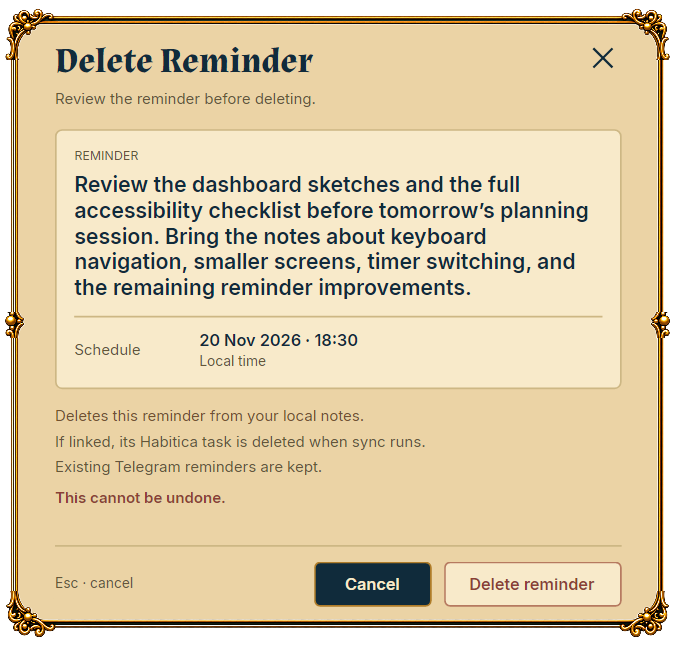 Delete Reminder
Review the reminder before deleting.
REMINDER
Review the dashboard sketches and the full
accessibility checklist before tomorrow’s planning
session. Bring the notes about keyboard
navigation, smaller screens, timer switching, and
the remaining reminder improvements.
Schedule
20 Nov 2026 · 18:30
Local time
Deletes this reminder from your local notes.
If linked, its Habitica task is deleted when sync runs.
Existing Telegram reminders are kept.
This cannot be undone.
Esc · cancel
Cancel
Delete reminder